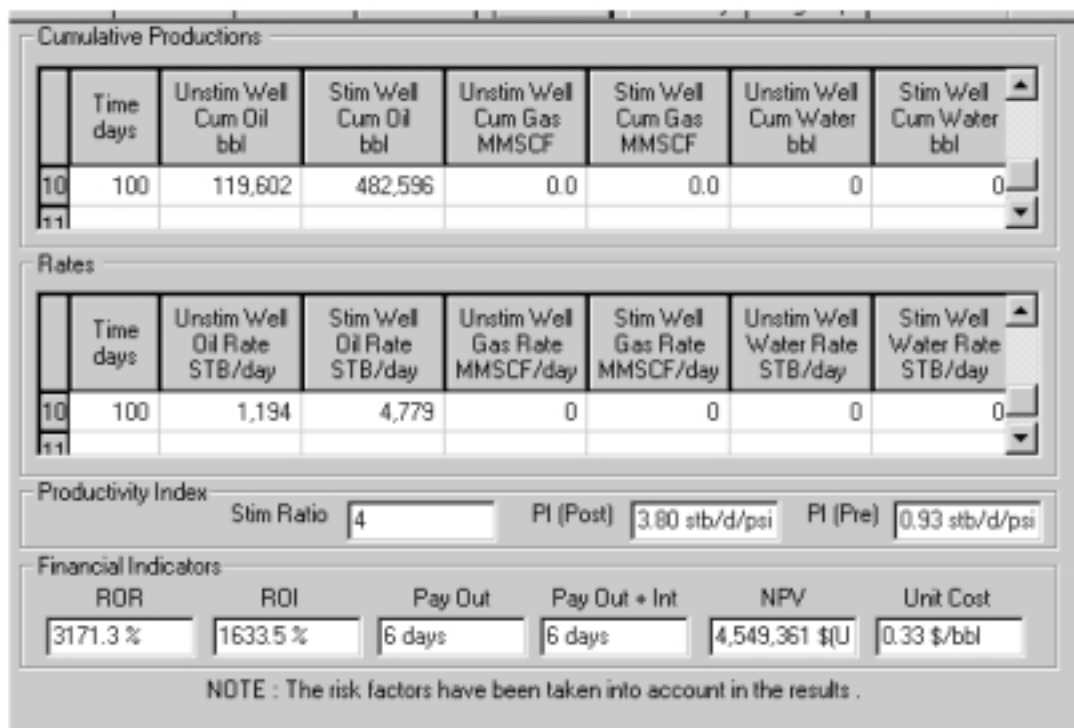 Cumulative Productions
Time days Unstim Well Cum Oil bbl Stim Well Cum Oil bbl Unstim Well Cum Gas MMSCF Stim Well Cum Gas MMSCF Unstim Well Cum Water bbl Stim Well Cum Water bbl
10 100 119,602 482,596 0.0 0.0 0 0
11
Rates
Time days Unstim Well Oil Rate STB/day Stim Well Oil Rate STB/day Unstim Well Gas Rate MMSCF/day Stim Well Gas Rate MMSCF/day Unstim Well Water Rate STB/day Stim Well Water Rate STB/day
10 100 1,194 4,779 0 0 0 0
11
Productivity Index
Stim Ratio 4 PI (Post) 3.80 stb/d/psi PI (Pre) 0.93 stb/d/psi
Financial Indicators
ROR ROI Pay Out Pay Out + Int NPV Unit Cost
3171.3 % 1633.5 % 6 days 6 days 4,549,361 $(U 0.33 $/bbl
NOTE : The risk factors have been taken into account in the results .